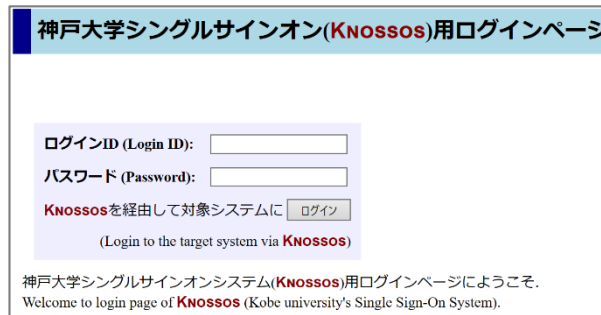 神戸大学シングルサインオン(KNOSSOS)用ログインページ
ログインID (Login ID):
パスワード (Password):
KNOSSOSを経由して対象システムに ログイン
(Login to the target system via KNOSSOS)
神戸大学シングルサインオンシステム(KNOSSOS)用ログインページにようこそ.
Welcome to login page of KNOSSOS (Kobe university's Single Sign-On System).